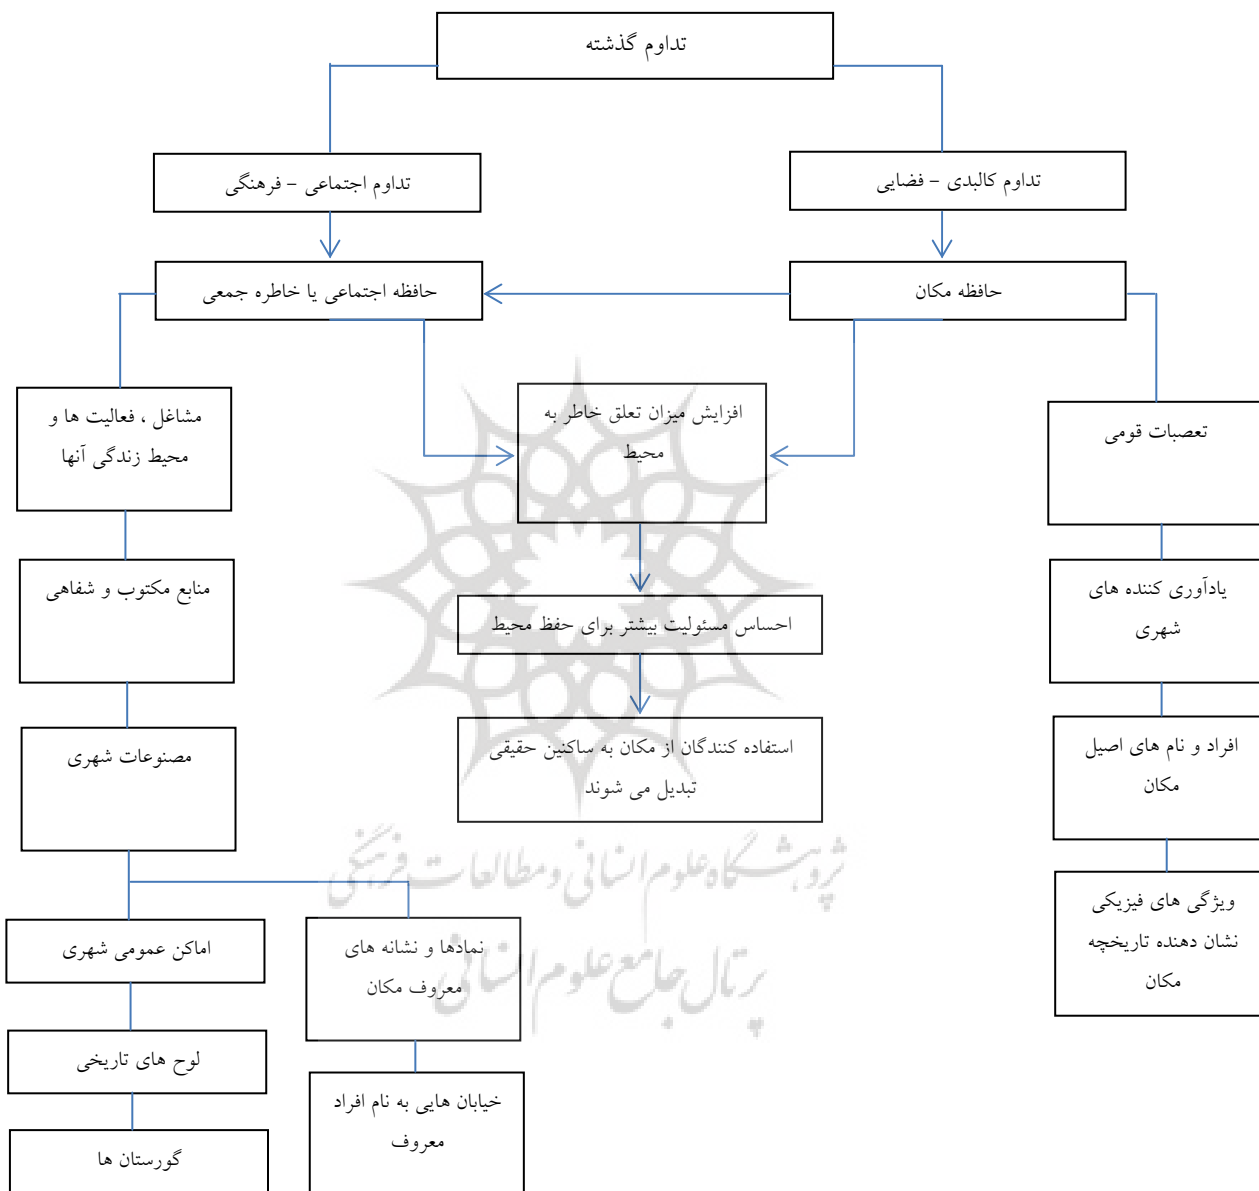 تداوم گذشته
تداوم کالبدی – فضایی
تداوم اجتماعی – فرهنگی
حافظه مکان
حافظه اجتماعی یا خاطره جمعی
تعصبات قومی
یادآوری کننده های
شهری
افراد و نام های اصیل
مکان
ویژگی های فیزیکی
نشان دهنده تاریخچه
مکان
افزایش میزان تعلق خاطر به
محیط
احساس مسئولیت بیشتر برای حفظ محیط
استفاده کنندگان از مکان به ساکنین حقیقی
تبدیل می شوند
مشاغل ، فعالیت ها و
محیط زندگی آنها
منابع مکتوب و شفاهی
مصنوعات شهری
نمادها و نشانه های
معروف مکان
خیابان هایی به نام افراد
معروف
اماکن عمومی شهری
لوح های تاریخی
گورستان ها
پژوهشگاه علوم انسانی و مطالعات فرهنگی
پرتال جامع علوم انسانی